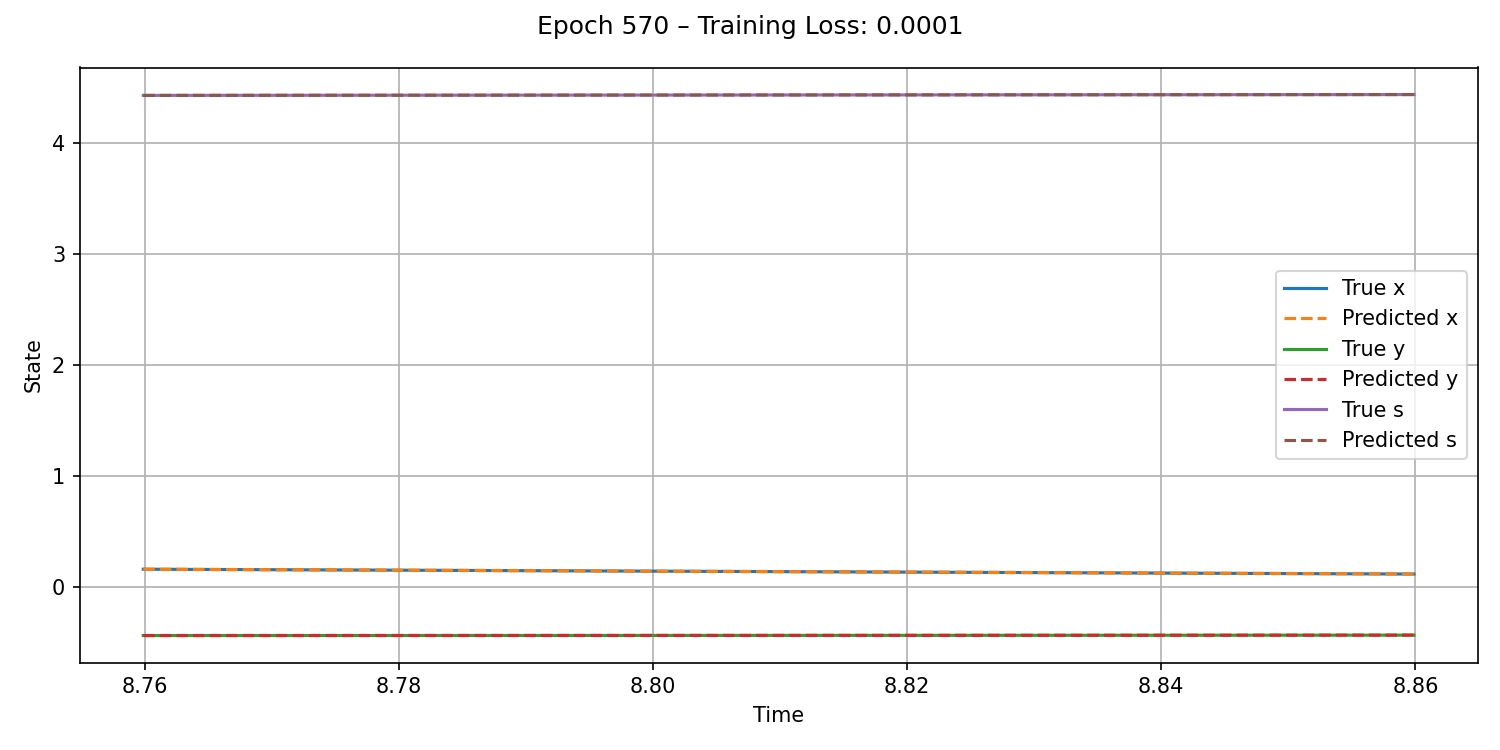 Epoch 570 – Training Loss: 0.0001
4
3
2
1
0
State
True x
Predicted x
True y
Predicted y
True s
Predicted s
8.76 8.78 8.80 8.82 8.84 8.86
Time